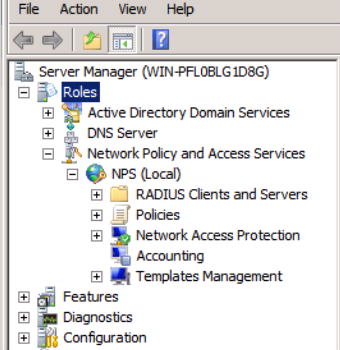 File Action View Help
?
Server Manager (WIN-PFL0BLG1D8G)
Roles
Active Directory Domain Services
DNS Server
Network Policy and Access Services
NPS (Local)
RADIUS Clients and Servers
Policies
Network Access Protection
Accounting
Templates Management
Features
Diagnostics
Configuration